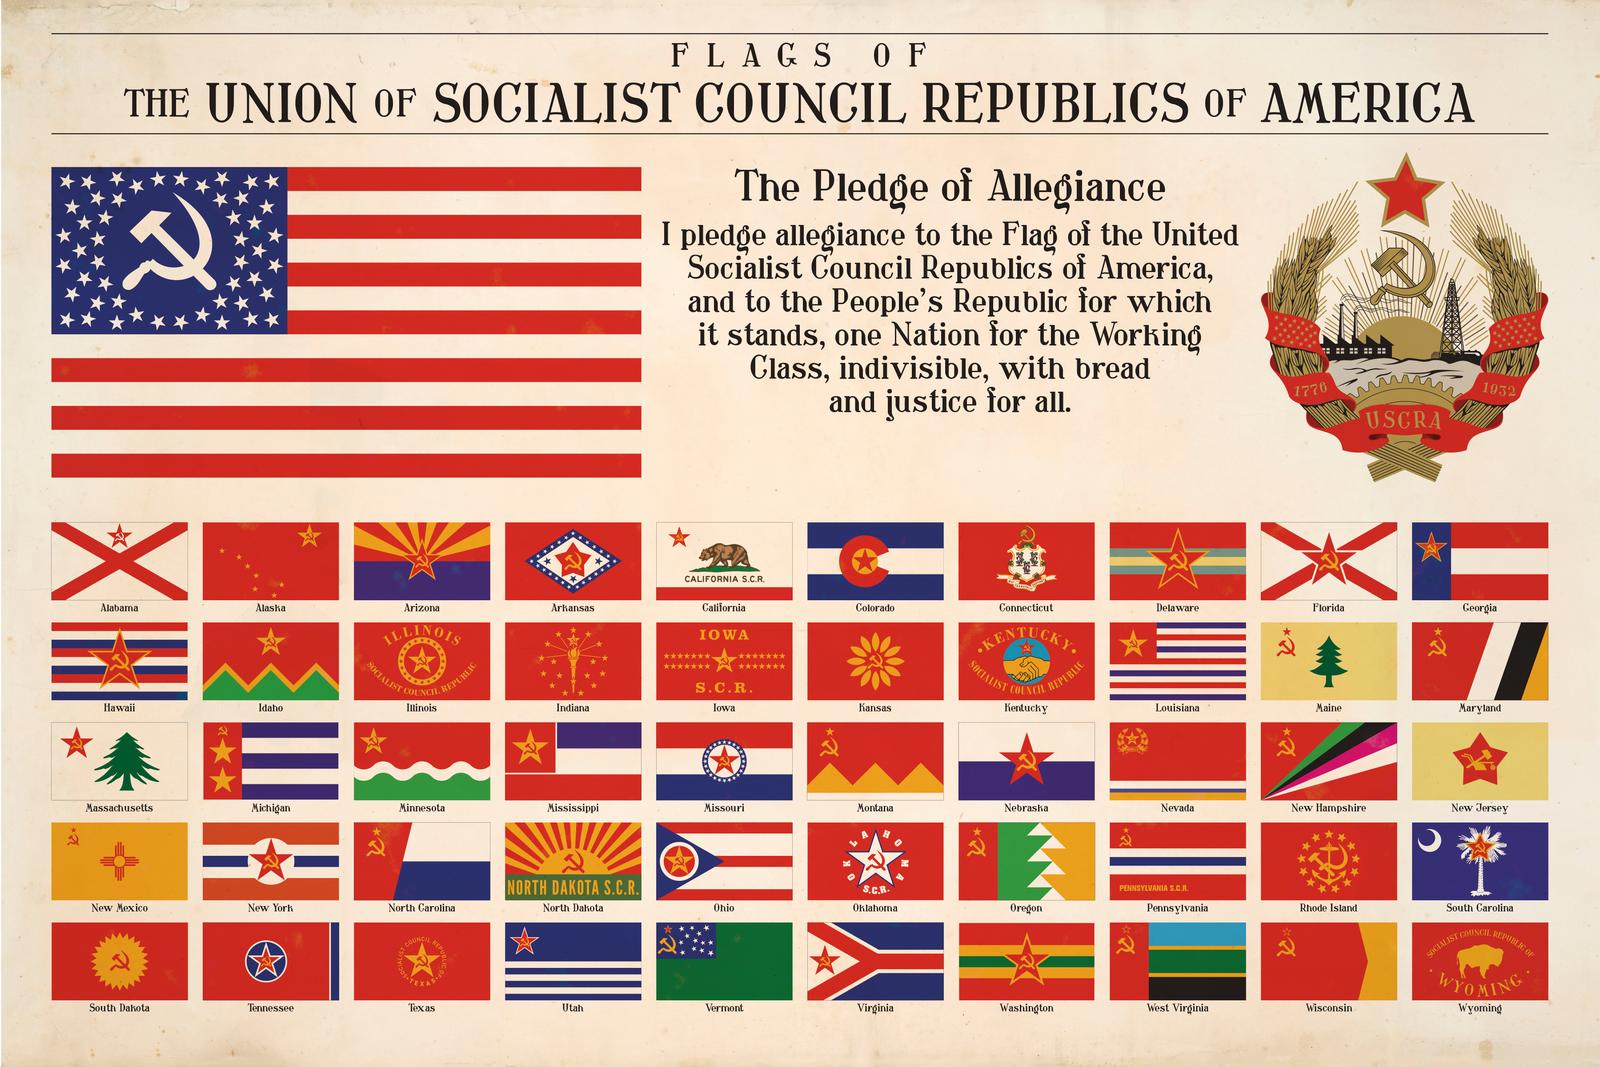 FLAGS OF
THE UNION OF SOCIALIST COUNCIL REPUBLICS OF AMERICA
The Pledge of Allegiance
I pledge allegiance to the Flag of the United
Socialist Council Republics of America,
and to the People's Republic for which
it stands, one Nation for the Working
Class, indivisible, with bread
and justice for all.
1776
1932
USCRA
CALIFORNIA S.C.R.
Alabama
Alaska
Arizona
Arkansas
California
Colorado
Connecticut
Delaware
Florida
Georgia
ILLINOIS
SOCIALIST COUNCIL REPUBLIC
IOWA
S.C.R.
KENTUCKY
SOCIALIST COUNCIL REPUBLIC
Hawaii
Idaho
Illinois
Indiana
Iowa
Kansas
Kentucky
Louisiana
Maine
Maryland
Massachusetts
Michigan
Minnesota
Mississippi
Missouri
Montana
Nebraska
Nevada
New Hampshire
New Jersey
NORTH DAKOTA S.C.R.
OKLAHOMA
S.C.R.
PENNSYLVANIA S.C.R.
New Mexico
New York
North Carolina
North Dakota
Ohio
Oklahoma
Oregon
Pennsylvania
Rhode Island
South Carolina
SOCIALIST COUNCIL REPUBLIC OF
TEXAS
SOCIALIST COUNCIL REPUBLIC OF
WYOMING
South Dakota
Tennessee
Texas
Utah
Vermont
Virginia
Washington
West Virginia
Wisconsin
Wyoming